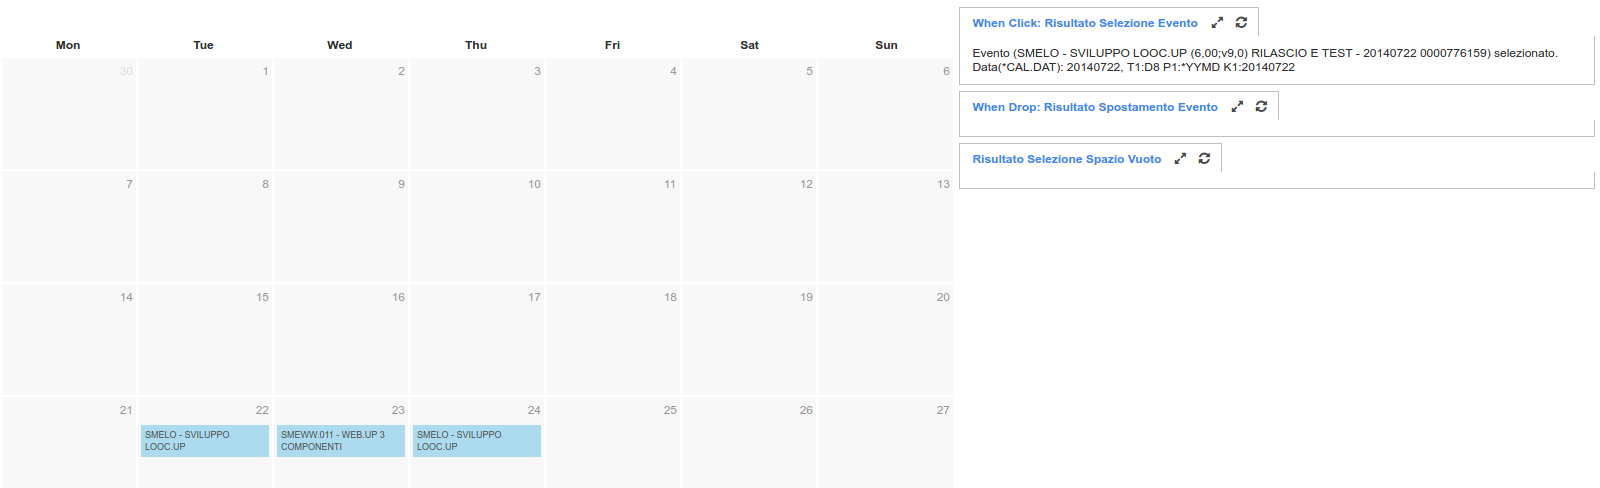 Mon Tue Wed Thu Fri Sat Sun
30 1 2 3 4 5 6
7 8 9 10 11 12 13
14 15 16 17 18 19 20
21 22 23 24 25 26 27
SMELO - SVILUPPO
LOOC.UP
SMEWW.011 - WEB.UP 3
COMPONENTI
SMELO - SVILUPPO
LOOC.UP
When Click: Risultato Selezione Evento
Evento (SMELO - SVILUPPO LOOC.UP (6,00;v9,0) RILASCIO E TEST - 20140722 0000776159) selezionato.
Data(*CAL.DAT): 20140722, T1:D8 P1:*YYMD K1:20140722
When Drop: Risultato Spostamento Evento
Risultato Selezione Spazio Vuoto